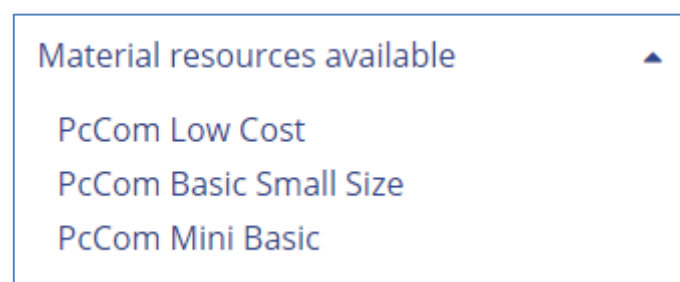 Material resources available
PcCom Low Cost
PcCom Basic Small Size
PcCom Mini Basic